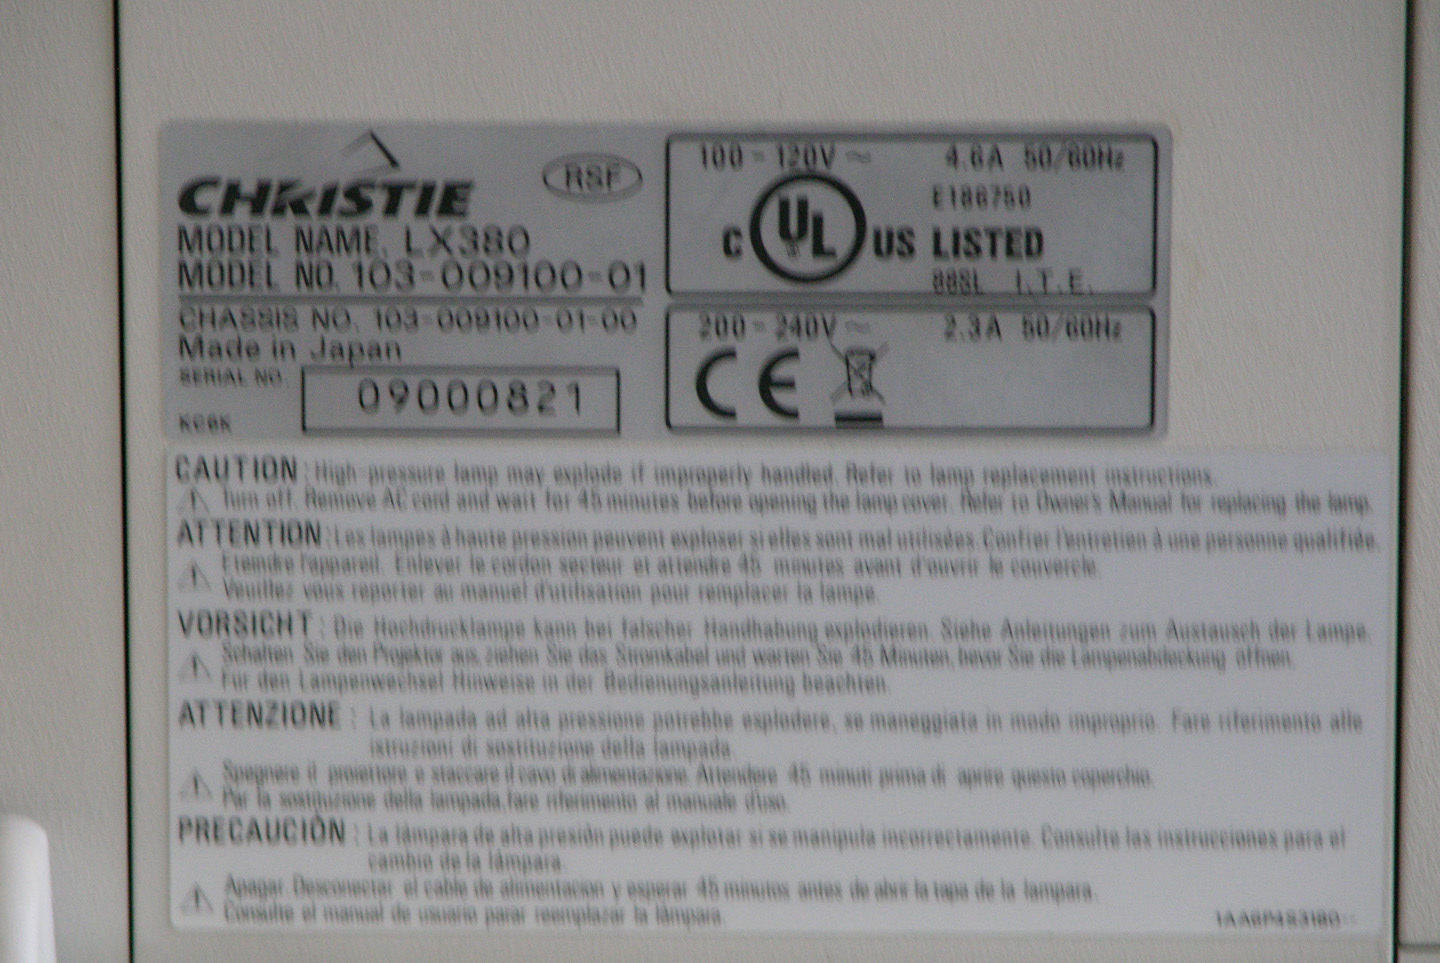 CHRISTIE
RSF
MODEL NAME. LX380
MODEL NO. 103-009100-01
CHASSIS NO. 103-009100-01-00
Made in Japan
SERIAL NO.
09000821
100-120V ~ 4.6A 50/60Hz
E186750
C UL US LISTED
I.T.E.
200-240V ~ 2.3A 50/60Hz
CE
CAUTION : High-pressure lamp may explode if improperly handled. Refer to lamp replacement instructions.
Turn off. Remove AC cord and wait for 45 minutes before opening the lamp cover. Refer to Owner's Manual for replacing the lamp.
ATTENTION : Les lampes à haute pression peuvent exploser si elles sont mal utilisées. Confier l'entretien à une personne qualifiée.
Eteindre l'appareil. Enlever le cordon secteur et attendre 45 minutes avant d'ouvrir le couvercle.
Veuillez vous reporter au manuel d'utilisation pour remplacer la lampe.
VORSICHT : Die Hochdrucklampe kann bei falscher Handhabung explodieren. Siehe Anleitungen zum Austausch der Lampe.
Schalten Sie den Projektor aus, ziehen Sie das Stromkabel und warten Sie 45 Minuten, bevor Sie die Lampenabdeckung öffnen.
Für den Lampenwechsel Hinweise in der Bedienungsanleitung beachten.
ATTENZIONE : La lampada ad alta pressione potrebbe esplodere, se maneggiata in modo improprio. Fare riferimento alle
istruzioni di sostituzione della lampada.
Spegnere il proiettore e staccare il cavo di alimentazione. Attendere 45 minuti prima di aprire questo coperchio.
Per la sostituzione della lampada, fare riferimento al manuale d'uso.
PRECAUCIÓN : La lámpara de alta presión puede explotar si se manipula incorrectamente. Consulte las instrucciones para el
cambio de la lámpara.
Apagar. Desconectar el cable de alimentacion y esperar 45 minutos antes de abrir la tapa de la lampara.
Consulte el manual de usuario parar reemplazar la lámpara.